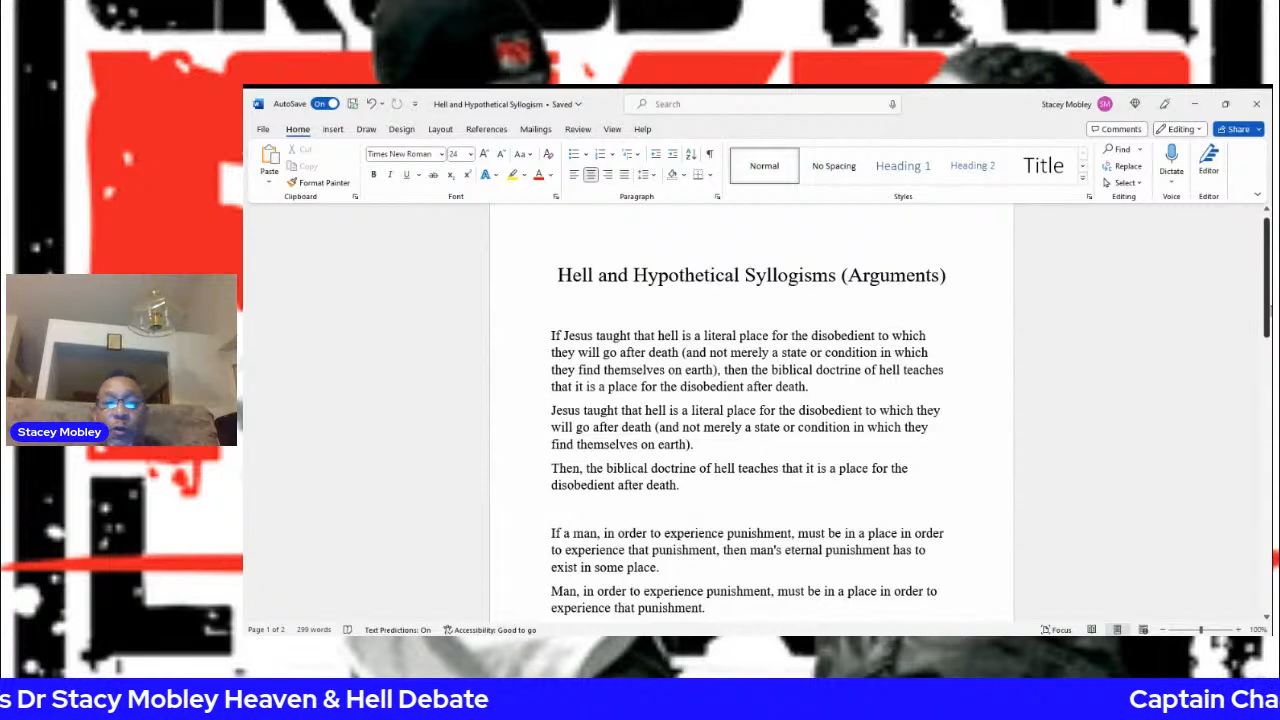 AutoSave On Hell and Hypothetical Syllogism • Saved Search Stacey Mobley SM
File Home Insert Draw Design Layout References Mailings Review View Help Comments Editing Share
Paste Cut Copy Format Painter
Times New Roman 24
Normal No Spacing Heading 1 Heading 2 Title
Find Replace Select Dictate Editor
Clipboard Font Paragraph Styles Editing Voice Editor
Hell and Hypothetical Syllogisms (Arguments)
If Jesus taught that hell is a literal place for the disobedient to which
they will go after death (and not merely a state or condition in which
they find themselves on earth), then the biblical doctrine of hell teaches
that it is a place for the disobedient after death.
Jesus taught that hell is a literal place for the disobedient to which they
will go after death (and not merely a state or condition in which they
find themselves on earth).
Then, the biblical doctrine of hell teaches that it is a place for the
disobedient after death.
If a man, in order to experience punishment, must be in a place in order
to experience that punishment, then man's eternal punishment has to
exist in some place.
Man, in order to experience punishment, must be in a place in order to
experience that punishment.
Page 1 of 2 299 words Text Predictions: On Accessibility: Good to go Focus 100%
Stacey Mobley
s Dr Stacy Mobley Heaven & Hell Debate Captain Cha